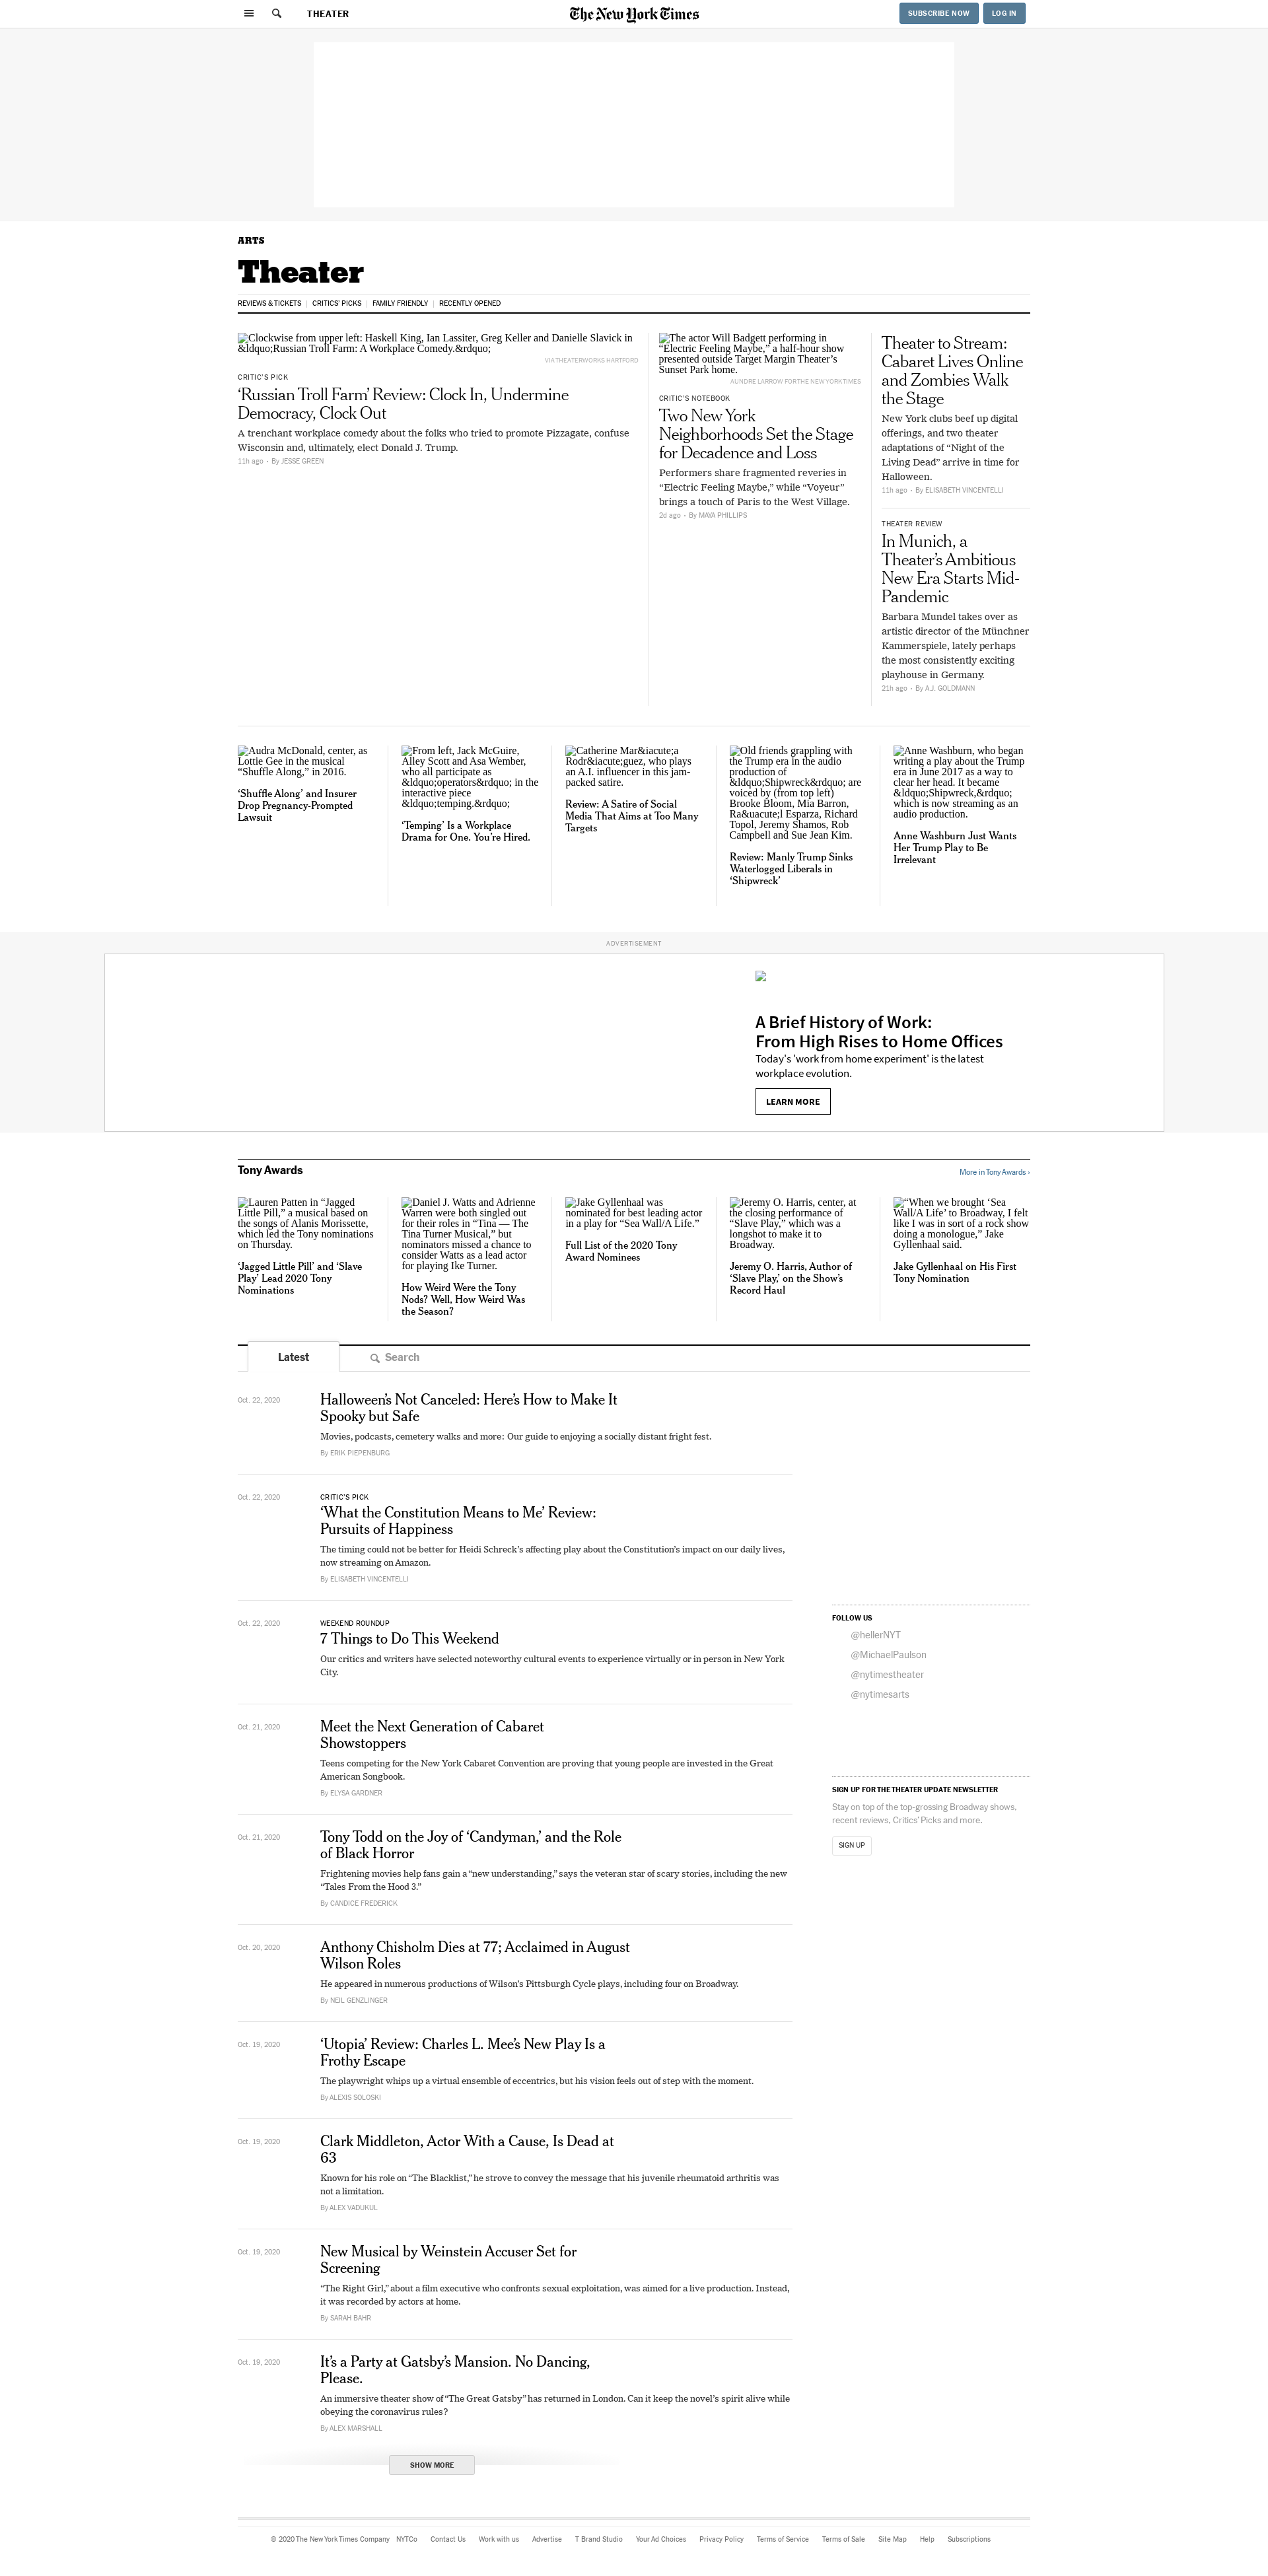 THEATER
The New York Times
SUBSCRIBE NOW
LOG IN
ARTS
Theater
REVIEWS & TICKETS
CRITICS' PICKS
FAMILY FRIENDLY
RECENTLY OPENED
Clockwise from upper left: Haskell King, Ian Lassiter, Greg Keller and Danielle Slavick in
&ldquo;Russian Troll Farm: A Workplace Comedy.&rdquo;
VIA THEATERWORKS HARTFORD
CRITIC'S PICK
‘Russian Troll Farm’ Review: Clock In, Undermine
Democracy, Clock Out
A trenchant workplace comedy about the folks who tried to promote Pizzagate, confuse
Wisconsin and, ultimately, elect Donald J. Trump.
11h ago · By JESSE GREEN
The actor Will Badgett performing in
“Electric Feeling Maybe,” a half-hour show
presented outside Target Margin Theater’s
Sunset Park home.
AUNDRE LARROW FOR THE NEW YORK TIMES
CRITIC'S NOTEBOOK
Two New York
Neighborhoods Set the Stage
for Decadence and Loss
Performers share fragmented reveries in
“Electric Feeling Maybe,” while “Voyeur”
brings a touch of Paris to the West Village.
2d ago · By MAYA PHILLIPS
Theater to Stream:
Cabaret Lives Online
and Zombies Walk
the Stage
New York clubs beef up digital
offerings, and two theater
adaptations of “Night of the
Living Dead” arrive in time for
Halloween.
11h ago · By ELISABETH VINCENTELLI
THEATER REVIEW
In Munich, a
Theater’s Ambitious
New Era Starts Mid-
Pandemic
Barbara Mundel takes over as
artistic director of the Münchner
Kammerspiele, lately perhaps
the most consistently exciting
playhouse in Germany.
21h ago · By A.J. GOLDMANN
Audra McDonald, center, as
Lottie Gee in the musical
“Shuffle Along,” in 2016.
‘Shuffle Along’ and Insurer
Drop Pregnancy-Prompted
Lawsuit
From left, Jack McGuire,
Alley Scott and Asa Wember,
who all participate as
&ldquo;operators&rdquo; in the
interactive piece
&ldquo;temping.&rdquo;
‘Temping’ Is a Workplace
Drama for One. You’re Hired.
Catherine Mar&iacute;a
Rodr&iacute;guez, who plays
an A.I. influencer in this jam-
packed satire.
Review: A Satire of Social
Media That Aims at Too Many
Targets
Old friends grappling with
the Trump era in the audio
production of
&ldquo;Shipwreck&rdquo; are
voiced by (from top left)
Brooke Bloom, Mia Barron,
Ra&uacute;l Esparza, Richard
Topol, Jeremy Shamos, Rob
Campbell and Sue Jean Kim.
Review: Manly Trump Sinks
Waterlogged Liberals in
‘Shipwreck’
Anne Washburn, who began
writing a play about the Trump
era in June 2017 as a way to
clear her head. It became
&ldquo;Shipwreck,&rdquo;
which is now streaming as an
audio production.
Anne Washburn Just Wants
Her Trump Play to Be
Irrelevant
ADVERTISEMENT
A Brief History of Work:
From High Rises to Home Offices
Today's 'work from home experiment' is the latest
workplace evolution.
LEARN MORE
Tony Awards
More in Tony Awards ›
Lauren Patten in “Jagged
Little Pill,” a musical based on
the songs of Alanis Morissette,
which led the Tony nominations
on Thursday.
‘Jagged Little Pill’ and ‘Slave
Play’ Lead 2020 Tony
Nominations
Daniel J. Watts and Adrienne
Warren were both singled out
for their roles in “Tina — The
Tina Turner Musical,” but
nominators missed a chance to
consider Watts as a lead actor
for playing Ike Turner.
How Weird Were the Tony
Nods? Well, How Weird Was
the Season?
Jake Gyllenhaal was
nominated for best leading actor
in a play for “Sea Wall/A Life.”
Full List of the 2020 Tony
Award Nominees
Jeremy O. Harris, center, at
the closing performance of
“Slave Play,” which was a
longshot to make it to
Broadway.
Jeremy O. Harris, Author of
‘Slave Play,’ on the Show’s
Record Haul
“When we brought ‘Sea
Wall/A Life’ to Broadway, I felt
like I was in sort of a rock show
doing a monologue,” Jake
Gyllenhaal said.
Jake Gyllenhaal on His First
Tony Nomination
Latest
Search
Oct. 22, 2020
Halloween’s Not Canceled: Here’s How to Make It
Spooky but Safe
Movies, podcasts, cemetery walks and more: Our guide to enjoying a socially distant fright fest.
By ERIK PIEPENBURG
Oct. 22, 2020
CRITIC'S PICK
‘What the Constitution Means to Me’ Review:
Pursuits of Happiness
The timing could not be better for Heidi Schreck’s affecting play about the Constitution’s impact on our daily lives,
now streaming on Amazon.
By ELISABETH VINCENTELLI
Oct. 22, 2020
WEEKEND ROUNDUP
7 Things to Do This Weekend
Our critics and writers have selected noteworthy cultural events to experience virtually or in person in New York
City.
Oct. 21, 2020
Meet the Next Generation of Cabaret
Showstoppers
Teens competing for the New York Cabaret Convention are proving that young people are invested in the Great
American Songbook.
By ELYSA GARDNER
Oct. 21, 2020
Tony Todd on the Joy of ‘Candyman,’ and the Role
of Black Horror
Frightening movies help fans gain a “new understanding,” says the veteran star of scary stories, including the new
“Tales From the Hood 3.”
By CANDICE FREDERICK
Oct. 20, 2020
Anthony Chisholm Dies at 77; Acclaimed in August
Wilson Roles
He appeared in numerous productions of Wilson’s Pittsburgh Cycle plays, including four on Broadway.
By NEIL GENZLINGER
Oct. 19, 2020
‘Utopia’ Review: Charles L. Mee’s New Play Is a
Frothy Escape
The playwright whips up a virtual ensemble of eccentrics, but his vision feels out of step with the moment.
By ALEXIS SOLOSKI
Oct. 19, 2020
Clark Middleton, Actor With a Cause, Is Dead at
63
Known for his role on “The Blacklist,” he strove to convey the message that his juvenile rheumatoid arthritis was
not a limitation.
By ALEX VADUKUL
Oct. 19, 2020
New Musical by Weinstein Accuser Set for
Screening
“The Right Girl,” about a film executive who confronts sexual exploitation, was aimed for a live production. Instead,
it was recorded by actors at home.
By SARAH BAHR
Oct. 19, 2020
It’s a Party at Gatsby’s Mansion. No Dancing,
Please.
An immersive theater show of “The Great Gatsby” has returned in London. Can it keep the novel’s spirit alive while
obeying the coronavirus rules?
By ALEX MARSHALL
SHOW MORE
FOLLOW US
@hellerNYT
@MichaelPaulson
@nytimestheater
@nytimesarts
SIGN UP FOR THE THEATER UPDATE NEWSLETTER
Stay on top of the top-grossing Broadway shows,
recent reviews, Critics’ Picks and more.
SIGN UP
© 2020 The New York Times Company
NYTCo
Contact Us
Work with us
Advertise
T Brand Studio
Your Ad Choices
Privacy Policy
Terms of Service
Terms of Sale
Site Map
Help
Subscriptions